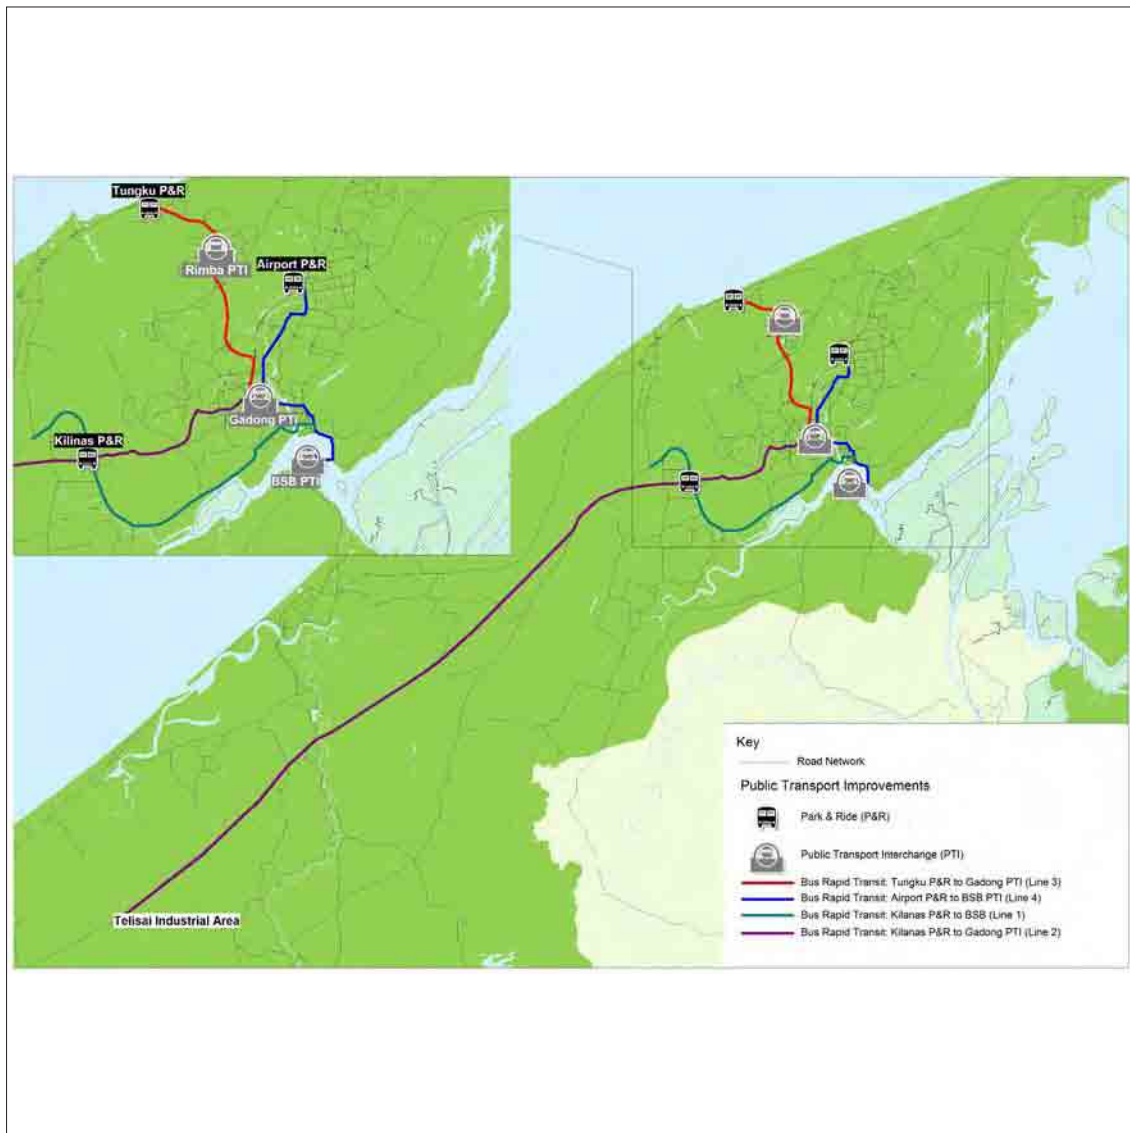 Tungku P&R
Rimba PTI
Airport P&R
Gadong PTI
Kilinas P&R
BSB PTI
Telisai Industrial Area
Key
Road Network
Public Transport Improvements
Park & Ride (P&R)
Public Transport Interchange (PTI)
Bus Rapid Transit: Tungku P&R to Gadong PTI (Line 3)
Bus Rapid Transit: Airport P&R to BSB PTI (Line 4)
Bus Rapid Transit: Kilanas P&R to BSB (Line 1)
Bus Rapid Transit: Kilanas P&R to Gadong PTI (Line 2)